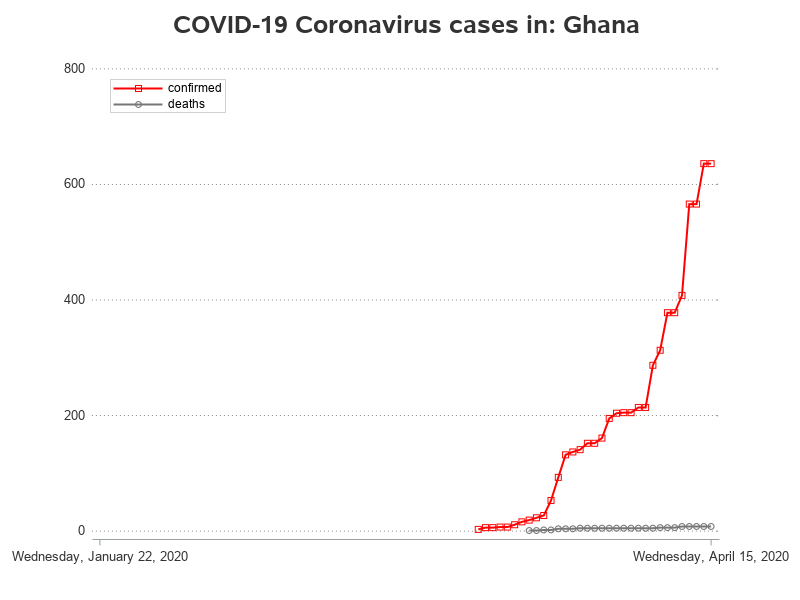 COVID-19 Coronavirus cases in: Ghana
800
confirmed
deaths
600
400
200
0
Wednesday, January 22, 2020
Wednesday, April 15, 2020